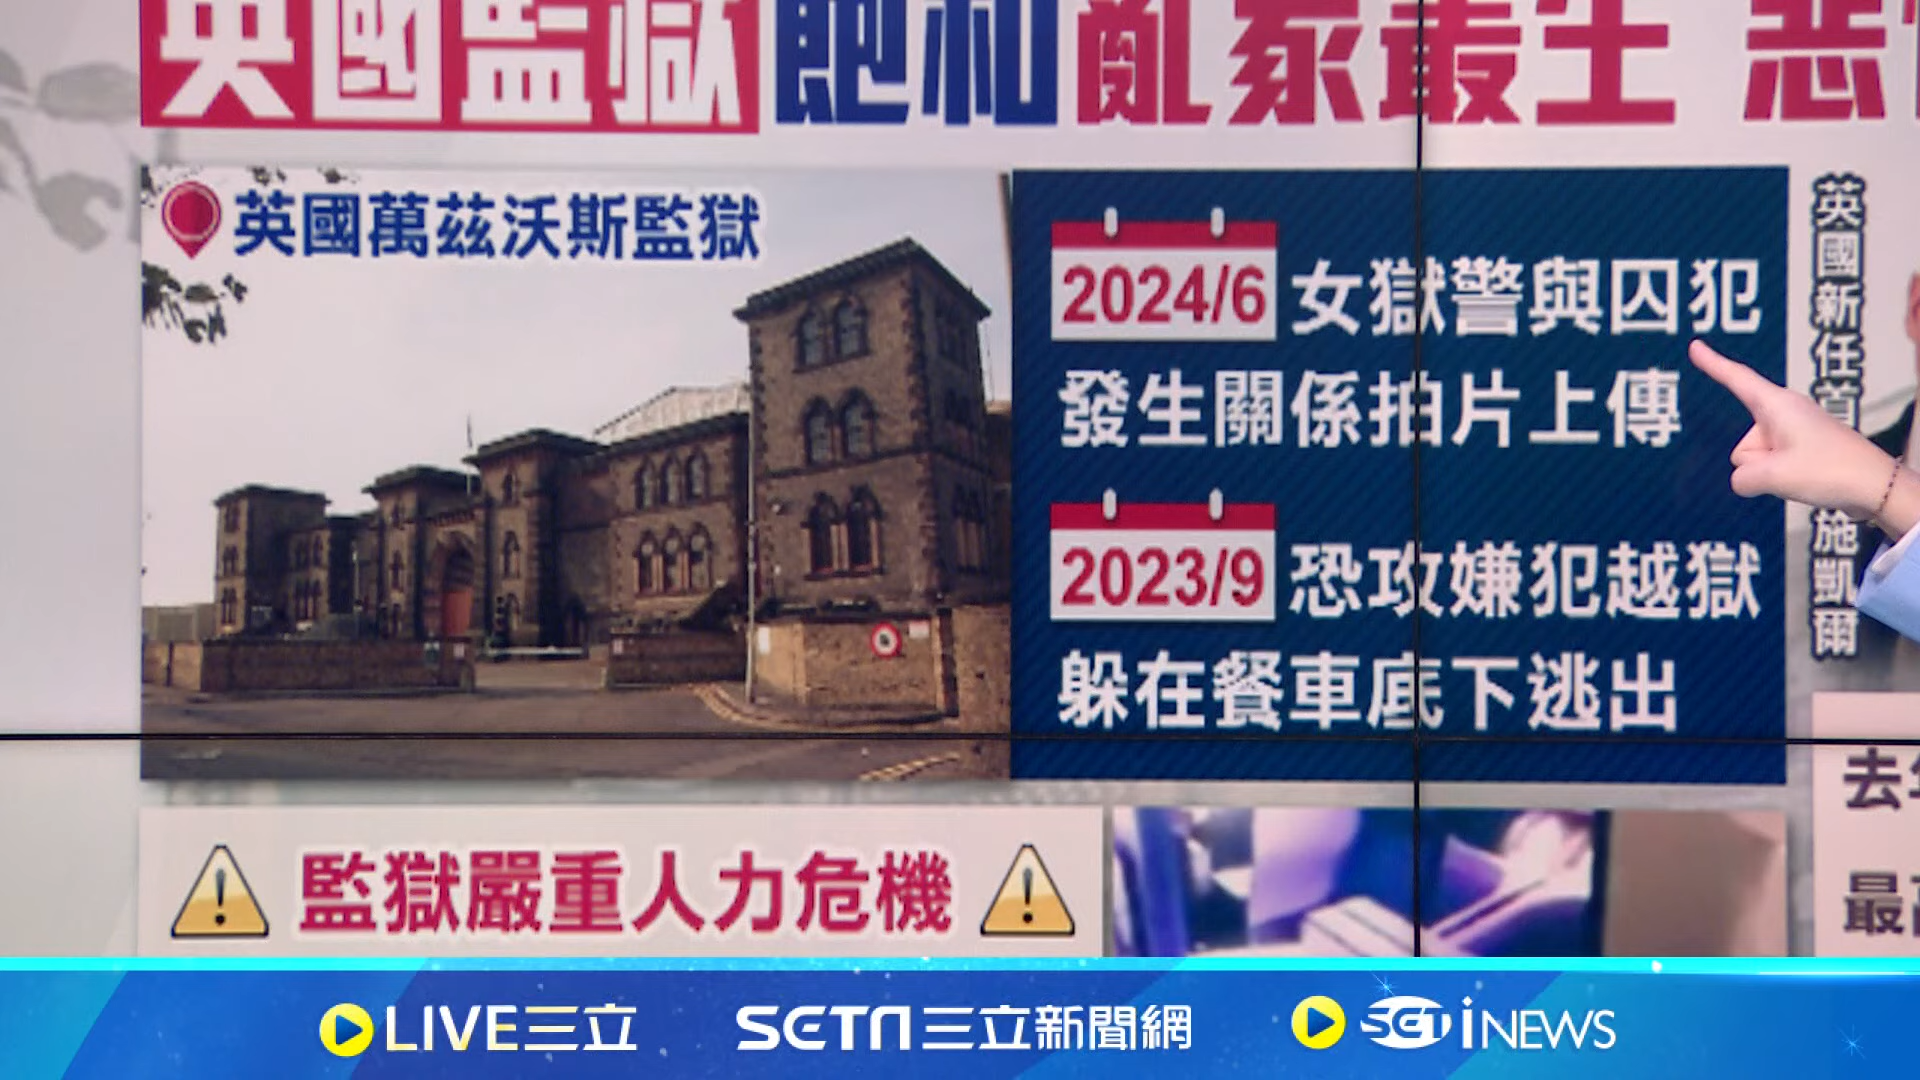 英國監獄飽和亂象叢生
英國萬茲沃斯監獄
2024/6 女獄警與囚犯
發生關係拍片上傳
2023/9 恐攻嫌犯越獄
躲在餐車底下逃出
監獄嚴重人力危機
英國新任首
施凱爾
去年
最高
LIVE三立
SETN三立新聞網
SET iNEWS